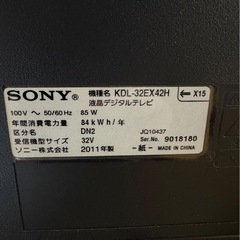 SONY 機種名 KDL-32EX42H
液晶デジタルテレビ
X15
100V ～ 50/60Hz 85 W
年間消費電力量 84 kWh/年
区分名 DN2 JQ10437
受信機型サイズ 32V Ser.No. 9018180
ソニー株式会社 2011年製 -紙- MADE IN CHINA